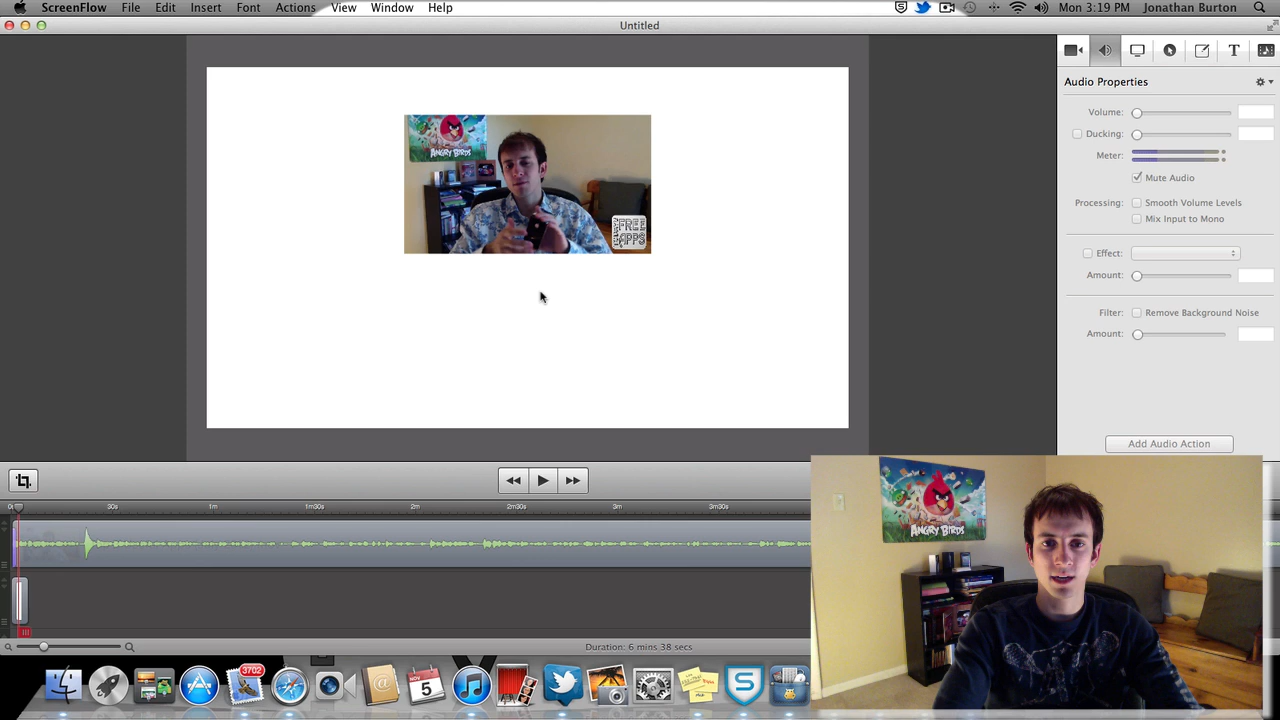 ScreenFlow File Edit Insert Font Actions View Window Help Mon 3:19 PM Jonathan Burton
Untitled
Audio Properties
Volume:
Ducking:
Meter:
Mute Audio
Processing: Smooth Volume Levels
Mix Input to Mono
Effect:
Amount:
Filter: Remove Background Noise
Amount:
Add Audio Action
ANGRY BIRDS
FREE
APPS
30s 1m 1m30s 2m 2m30s 3m 3m30s
ANGRY BIRDS
Duration: 6 mins 38 secs
3702
NOV
5